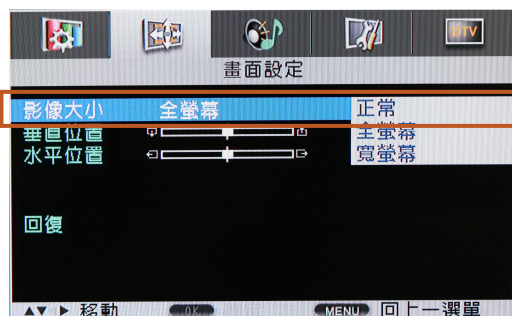 DTV
畫面設定
影像大小 全螢幕 正常
垂直位置 全螢幕
水平位置 寬螢幕
回復
▲▼ ▶ 移動 OK MENU 回上一選單